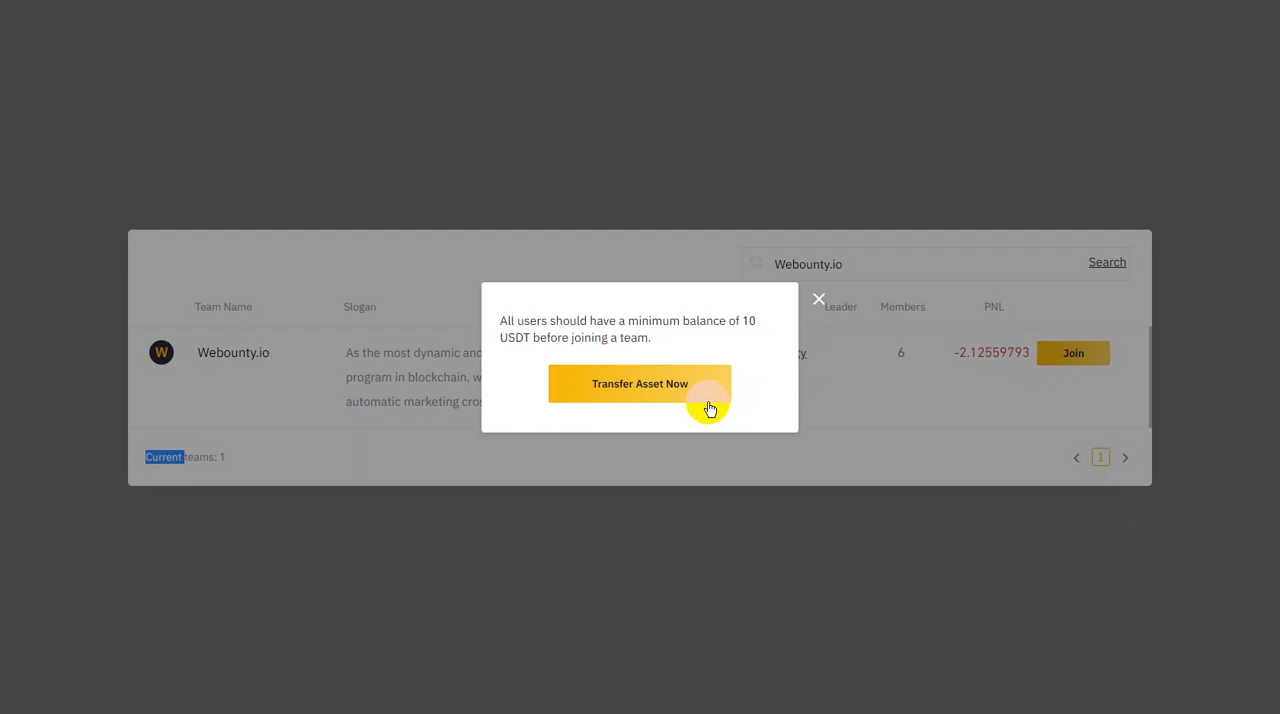 Webounty.io
Search
Team Name Slogan Leader Members PNL
All users should have a minimum balance of 10
USDT before joining a team.
Transfer Asset Now
W Webounty.io
As the most dynamic and
program in blockchain, w
automatic marketing cros
ty
6 -2.12559793 Join
Current teams: 1
< 1 >